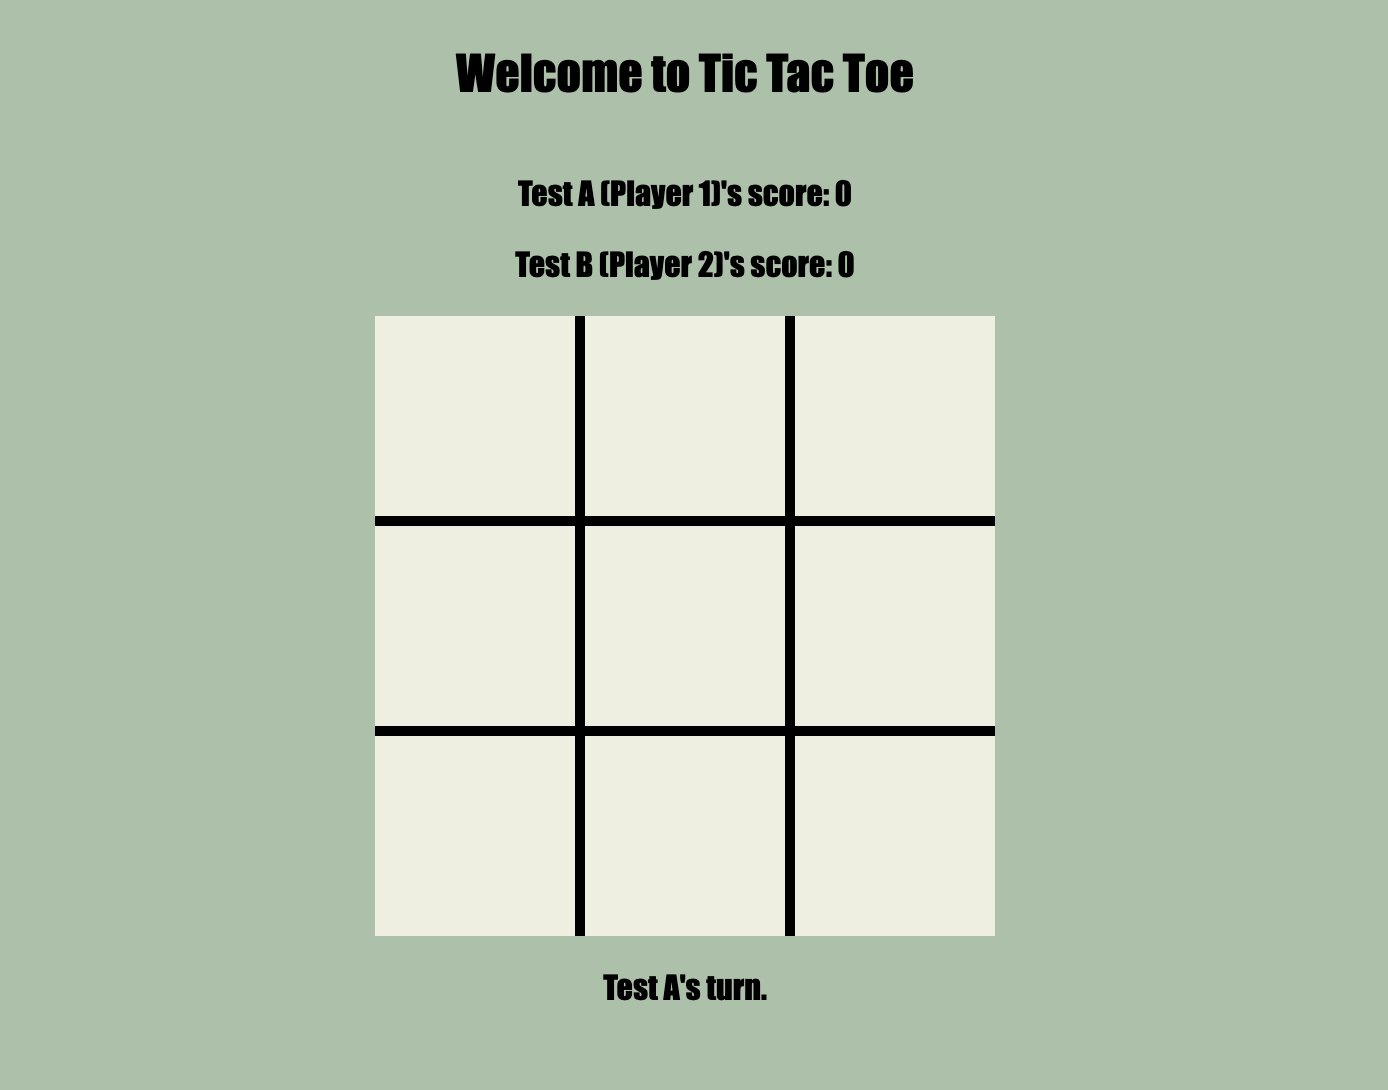 Welcome to Tic Tac Toe
Test A (Player 1)'s score: 0
Test B (Player 2)'s score: 0
Test A's turn.